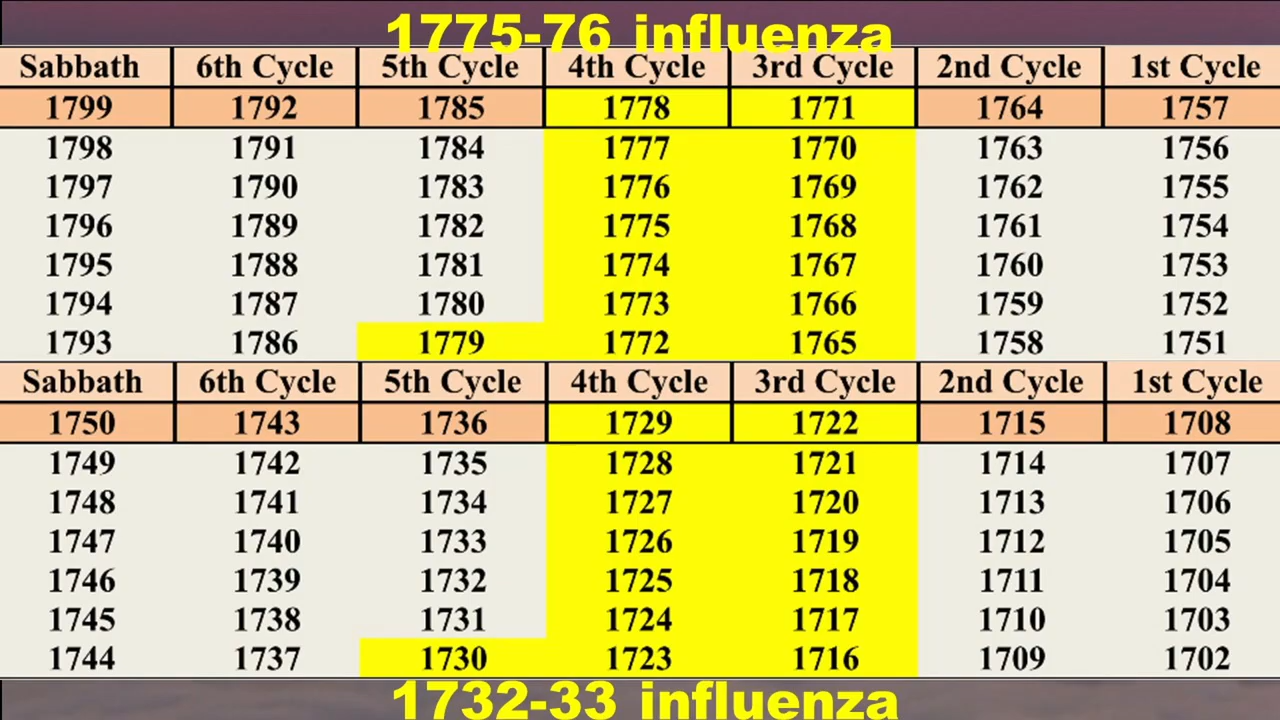 1775-76 influenza
Sabbath 6th Cycle 5th Cycle 4th Cycle 3rd Cycle 2nd Cycle 1st Cycle
1799 1792 1785 1778 1771 1764 1757
1798 1791 1784 1777 1770 1763 1756
1797 1790 1783 1776 1769 1762 1755
1796 1789 1782 1775 1768 1761 1754
1795 1788 1781 1774 1767 1760 1753
1794 1787 1780 1773 1766 1759 1752
1793 1786 1779 1772 1765 1758 1751
Sabbath 6th Cycle 5th Cycle 4th Cycle 3rd Cycle 2nd Cycle 1st Cycle
1750 1743 1736 1729 1722 1715 1708
1749 1742 1735 1728 1721 1714 1707
1748 1741 1734 1727 1720 1713 1706
1747 1740 1733 1726 1719 1712 1705
1746 1739 1732 1725 1718 1711 1704
1745 1738 1731 1724 1717 1710 1703
1744 1737 1730 1723 1716 1709 1702
1732-33 influenza